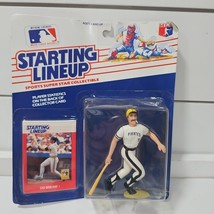 STARTING
LINEUP
SPORTS SUPER STAR COLLECTIBLE
PLAYER STATISTICS
ON THE BACK OF
COLLECTOR CARD
STARTING
LINEUP
PIRATES